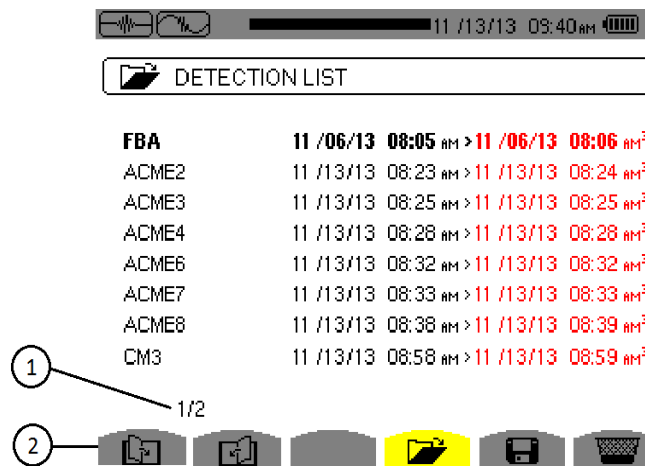 11 /13/13 09:40 AM
DETECTION LIST
FBA 11 /06/13 08:05 AM > 11 /06/13 08:06 AM
ACME2 11 /13/13 08:23 AM > 11 /13/13 08:24 AM
ACME3 11 /13/13 08:25 AM > 11 /13/13 08:25 AM
ACME4 11 /13/13 08:28 AM > 11 /13/13 08:28 AM
ACME6 11 /13/13 08:32 AM > 11 /13/13 08:32 AM
ACME7 11 /13/13 08:33 AM > 11 /13/13 08:33 AM
ACME8 11 /13/13 08:38 AM > 11 /13/13 08:39 AM
CM3 11 /13/13 08:58 AM > 11 /13/13 08:59 AM
1
1/2
2